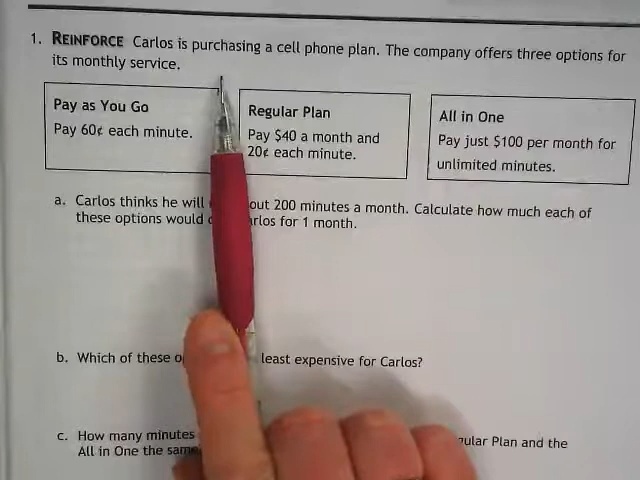 1. REINFORCE Carlos is purchasing a cell phone plan. The company offers three options for
its monthly service.
Pay as You Go
Pay 60¢ each minute.
Regular Plan
Pay $40 a month and
20¢ each minute.
All in One
Pay just $100 per month for
unlimited minutes.
a. Carlos thinks he will out 200 minutes a month. Calculate how much each of
these options would for 1 month.
b. Which of these least expensive for Carlos?
c. How many minutes Plan and the
All in One the